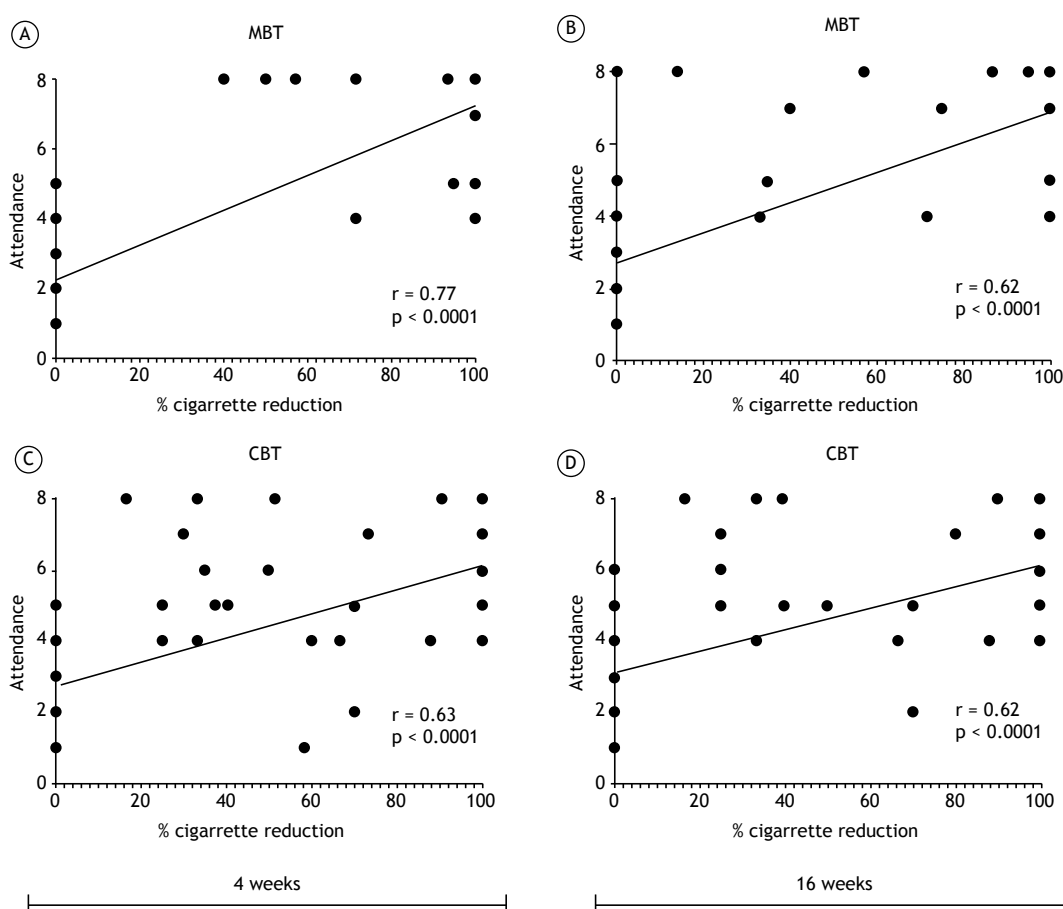 A
MBT
Attendance
8
6
4
2
0
r = 0.77
p < 0.0001
0 20 40 60 80 100
% cigarrette reduction
B
MBT
Attendance
8
6
4
2
0
r = 0.62
p < 0.0001
0 20 40 60 80 100
% cigarrette reduction
C
CBT
Attendance
8
6
4
2
0
r = 0.63
p < 0.0001
0 20 40 60 80 100
% cigarrette reduction
D
CBT
Attendance
8
6
4
2
0
r = 0.62
p < 0.0001
0 20 40 60 80 100
% cigarrette reduction
4 weeks
16 weeks